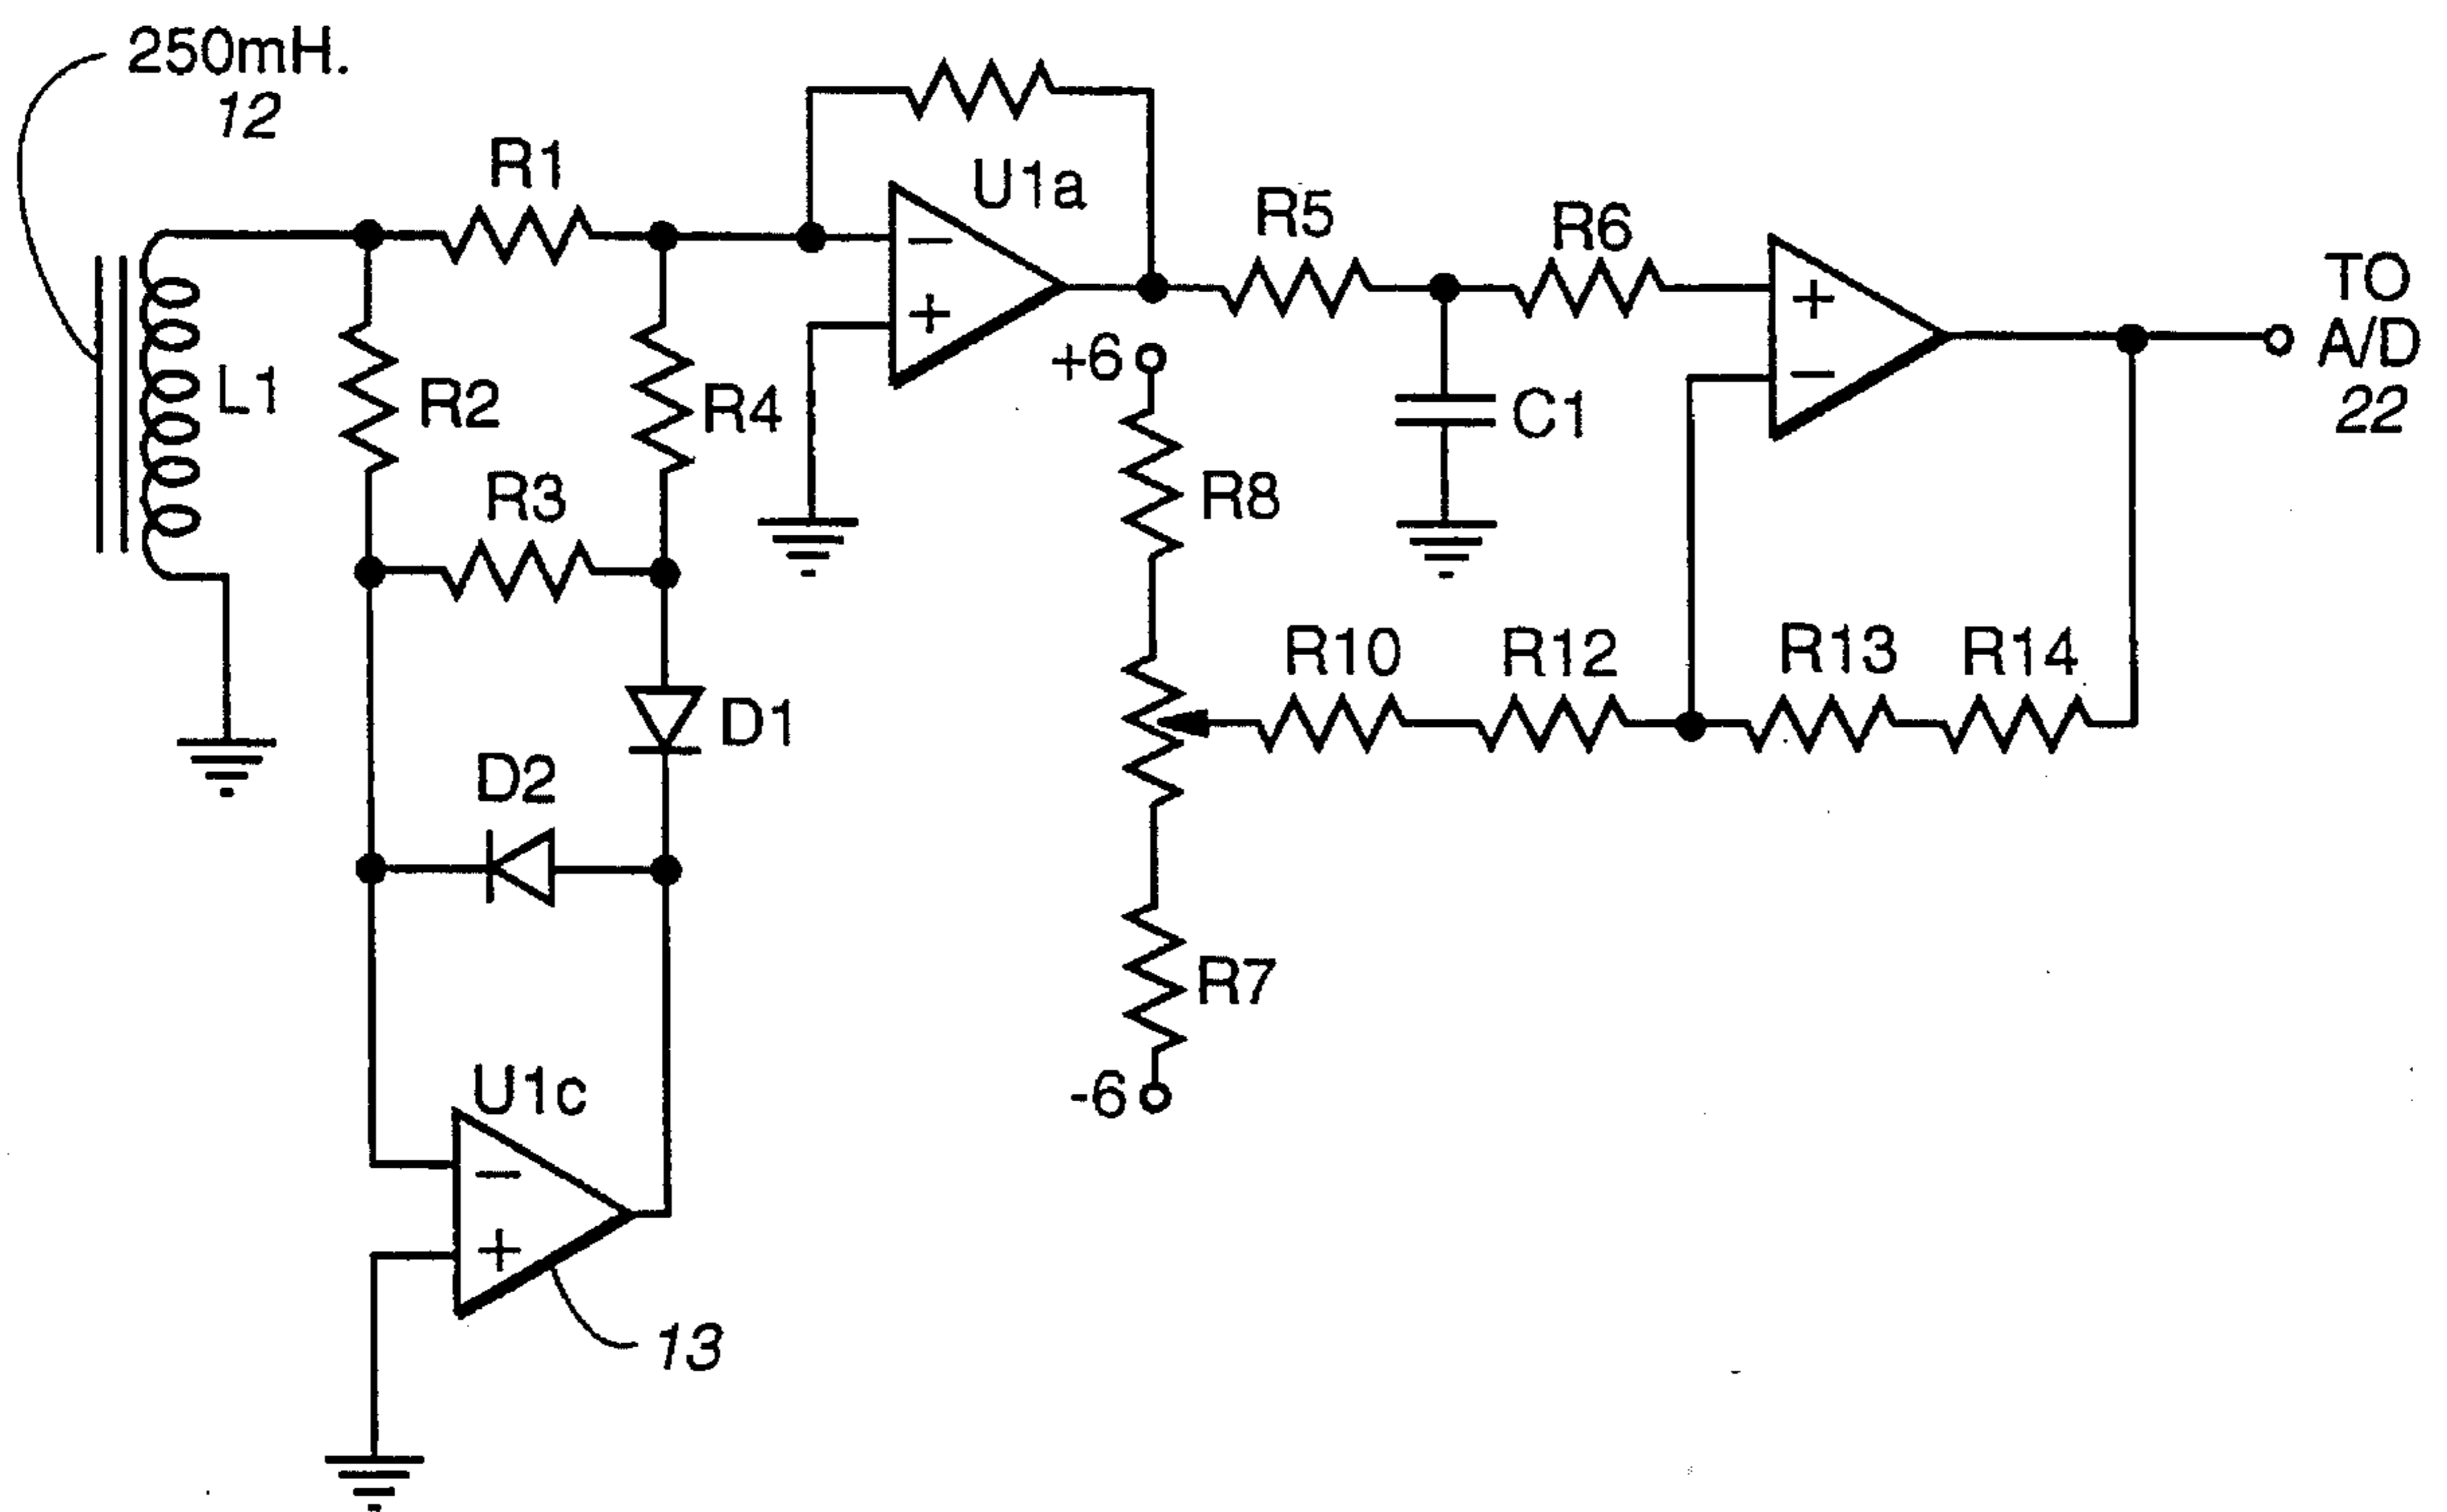 250mH.
12
R1
U1a
R5
R6
TO
A/D
22
+6
L1
R2
R4
C1
R3
R8
R10
R12
R13
R14
D1
D2
R7
U1c
-6
13
−
+
+
−
−
+